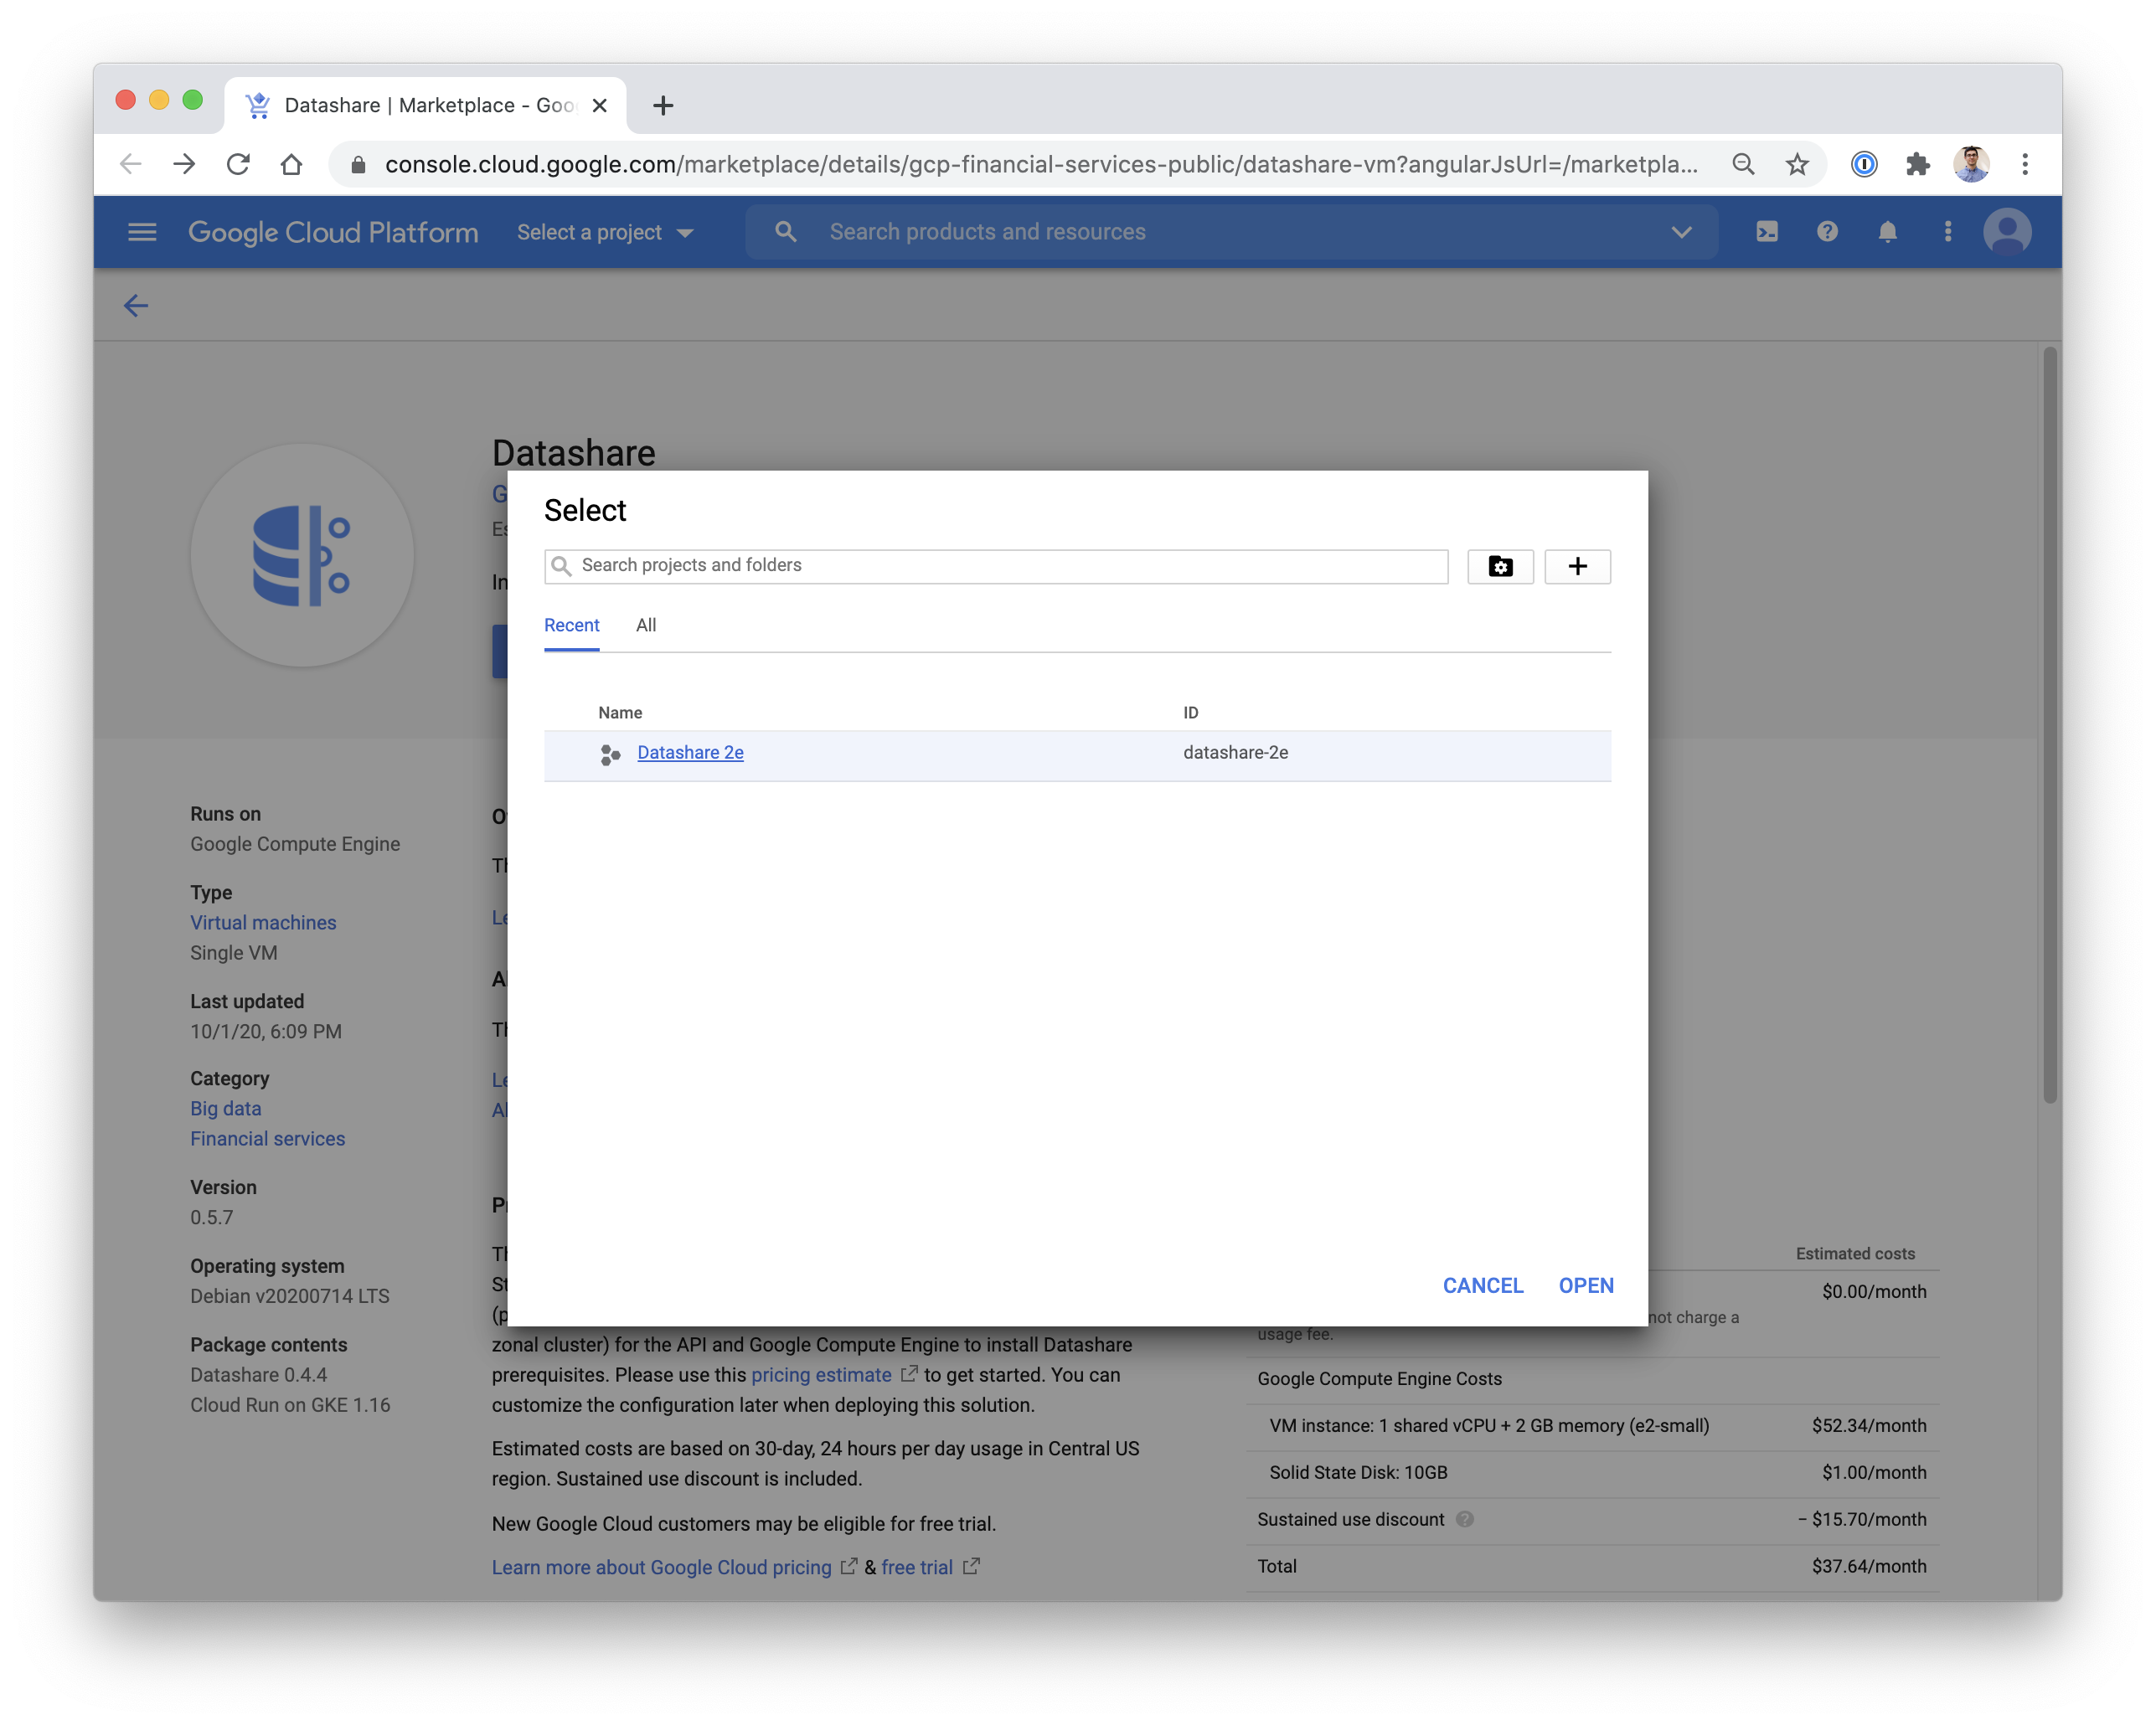 Datashare | Marketplace - Goo
console.cloud.google.com/marketplace/details/gcp-financial-services-public/datashare-vm?angularJsUrl=/marketpla...
Google Cloud Platform
Select a project
Search products and resources
Datashare
Select
Search projects and folders
Recent All
Name ID
Datashare 2e datashare-2e
CANCEL OPEN
Runs on
Google Compute Engine
Type
Virtual machines
Single VM
Last updated
10/1/20, 6:09 PM
Category
Big data
Financial services
Version
0.5.7
Operating system
Debian v20200714 LTS
Package contents
Datashare 0.4.4
Cloud Run on GKE 1.16
zonal cluster) for the API and Google Compute Engine to install Datashare
prerequisites. Please use this pricing estimate to get started. You can
customize the configuration later when deploying this solution.
Estimated costs are based on 30-day, 24 hours per day usage in Central US
region. Sustained use discount is included.
New Google Cloud customers may be eligible for free trial.
Learn more about Google Cloud pricing & free trial
Estimated costs
$0.00/month
not charge a
usage fee.
Google Compute Engine Costs
VM instance: 1 shared vCPU + 2 GB memory (e2-small) $52.34/month
Solid State Disk: 10GB $1.00/month
Sustained use discount − $15.70/month
Total $37.64/month